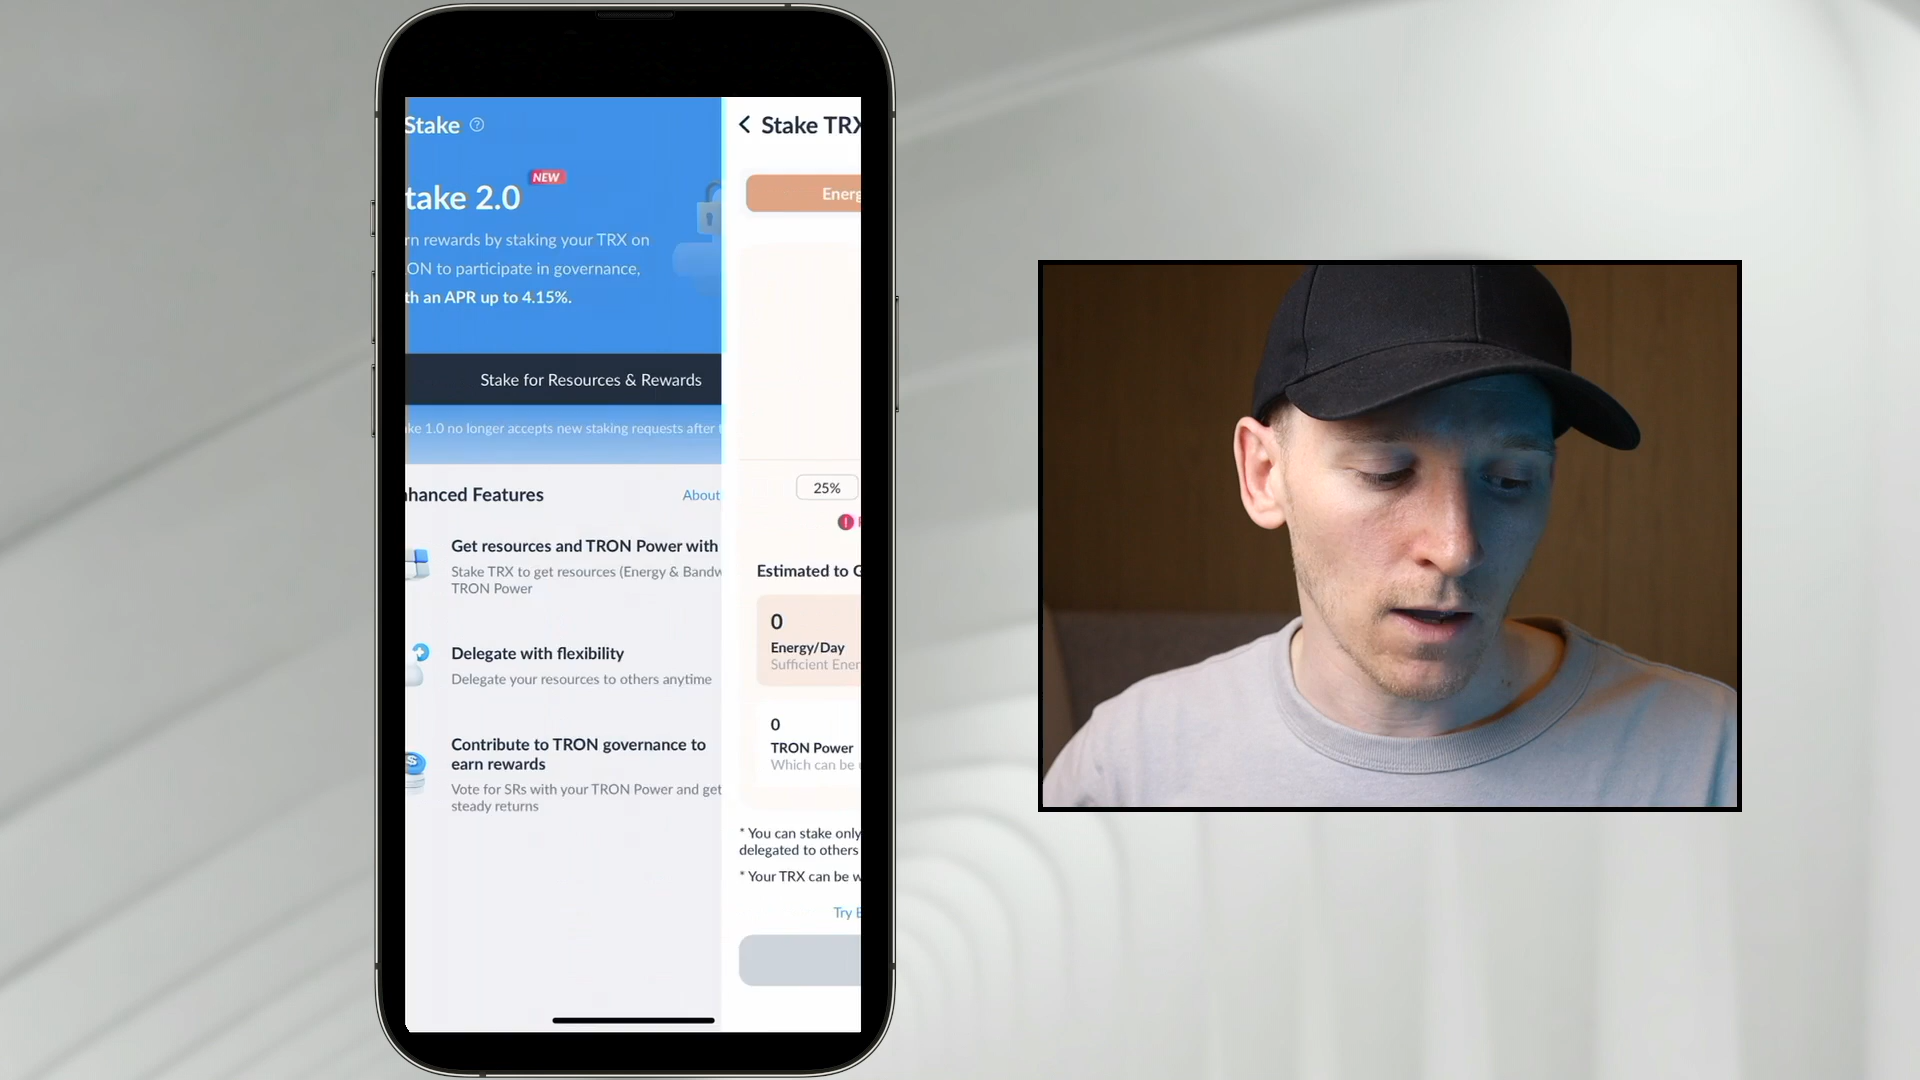 Stake ?
NEW
take 2.0
rn rewards by staking your TRX on
ON to participate in governance,
th an APR up to 4.15%.
Stake for Resources & Rewards
ke 1.0 no longer accepts new staking requests after
nhanced Features
About
Get resources and TRON Power with
Stake TRX to get resources (Energy & Bandw
TRON Power
Delegate with flexibility
Delegate your resources to others anytime
Contribute to TRON governance to
earn rewards
Vote for SRs with your TRON Power and get
steady returns
Stake TRX
Energ
25%
Estimated to G
0
Energy/Day
Sufficient Ener
0
TRON Power
Which can be
* You can stake only
delegated to others
* Your TRX can be w
Try E